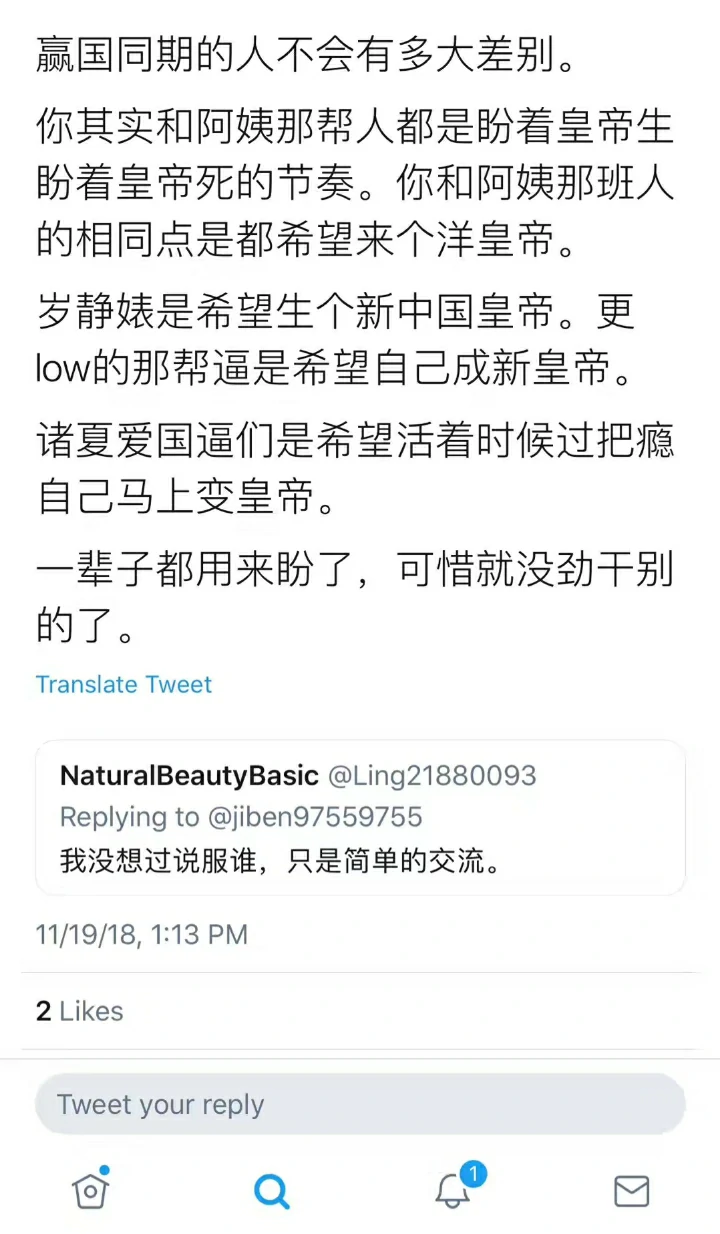 赢国同期的人不会有多大差别。
你其实和阿姨那帮人都是盼着皇帝生
盼着皇帝死的节奏。你和阿姨那班人
的相同点是都希望来个洋皇帝。
岁静婊是希望生个新中国皇帝。更
low的那帮逼是希望自己成新皇帝。
诸夏爱国逼们是希望活着时候过把瘾
自己马上变皇帝。
一辈子都用来盼了，可惜就没劲干别
的了。
Translate Tweet
NaturalBeautyBasic @Ling21880093
Replying to @jiben97559755
我没想过说服谁，只是简单的交流。
11/19/18, 1:13 PM
2 Likes
Tweet your reply
1